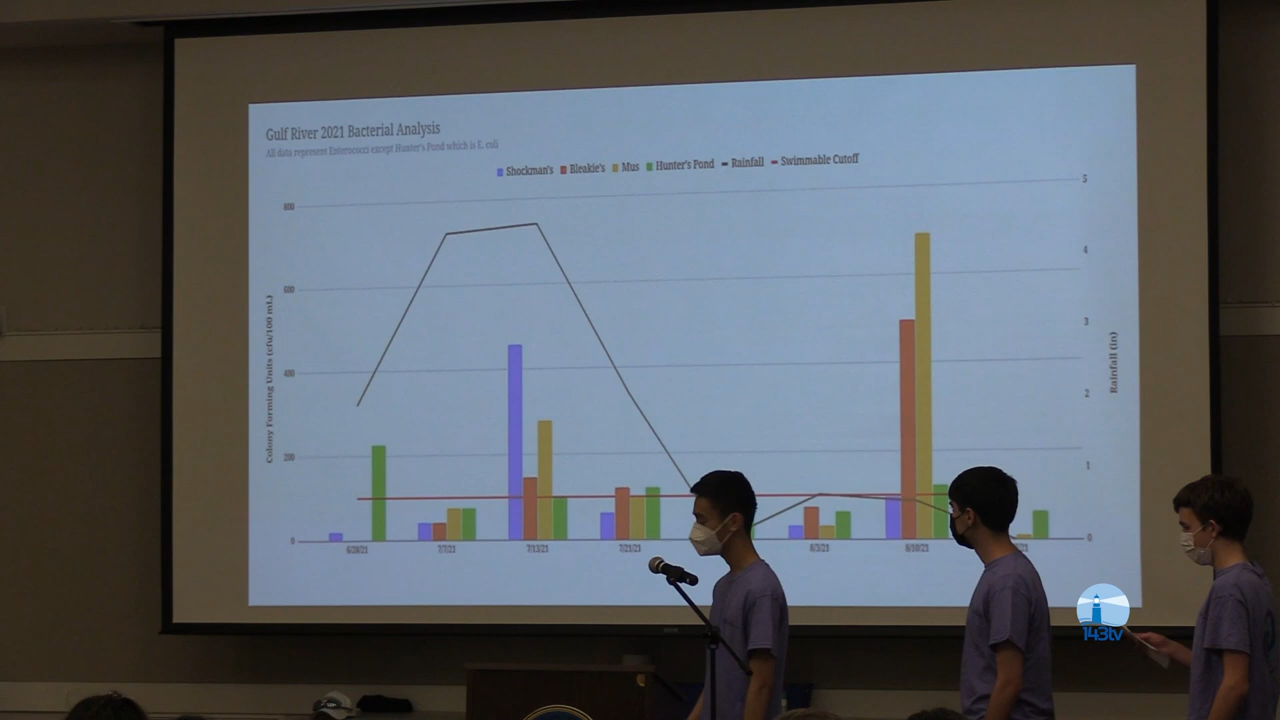 Gulf River 2021 Bacterial Analysis
All data represent Enterococci except Hunter's Pond which is E. coli
Shockman's Bleakie's Mus Hunter's Pond Rainfall Swimmable Cutoff
800
600
400
200
0
Colony Forming Units (cfu/100 mL)
5
4
3
2
1
0
Rainfall (in)
6/28/21 7/7/21 7/13/21 7/21/21 8/3/21 8/10/21
143tv